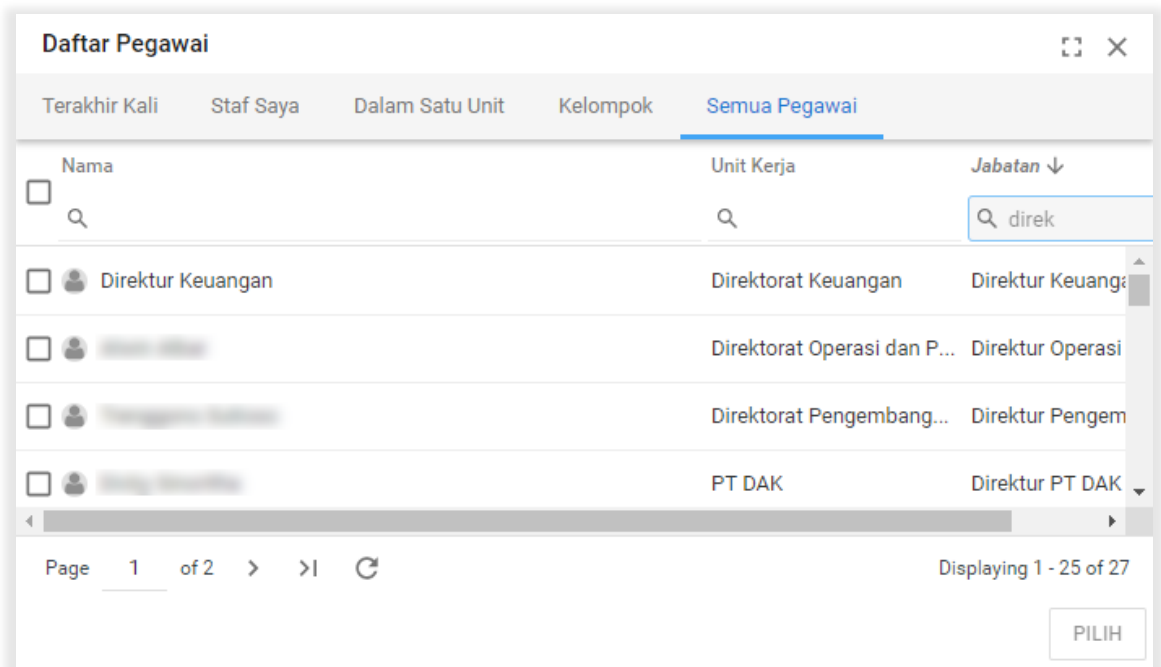 Daftar Pegawai
Terakhir Kali Staf Saya Dalam Satu Unit Kelompok Semua Pegawai
Nama Unit Kerja Jabatan
direk
Direktur Keuangan Direktorat Keuangan Direktur Keuanga
Direktorat Operasi dan P... Direktur Operasi
Direktorat Pengembang... Direktur Pengem
PT DAK Direktur PT DAK
Page 1 of 2 Displaying 1 - 25 of 27
PILIH